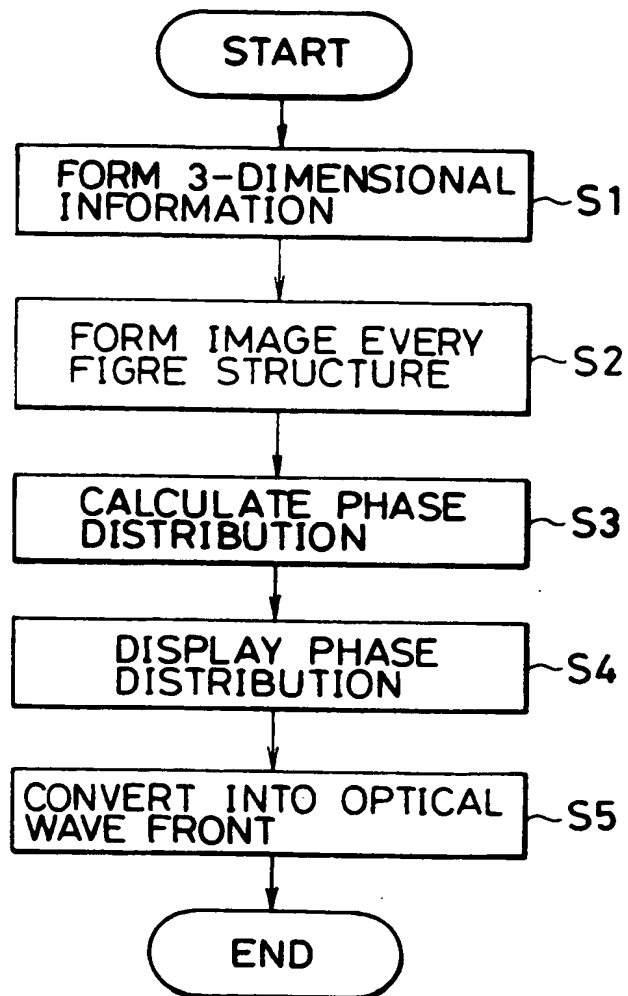 START
FORM 3-DIMENSIONAL
INFORMATION
S1
FORM IMAGE EVERY
FIGRE STRUCTURE
S2
CALCULATE PHASE
DISTRIBUTION
S3
DISPLAY PHASE
DISTRIBUTION
S4
CONVERT INTO OPTICAL
WAVE FRONT
S5
END